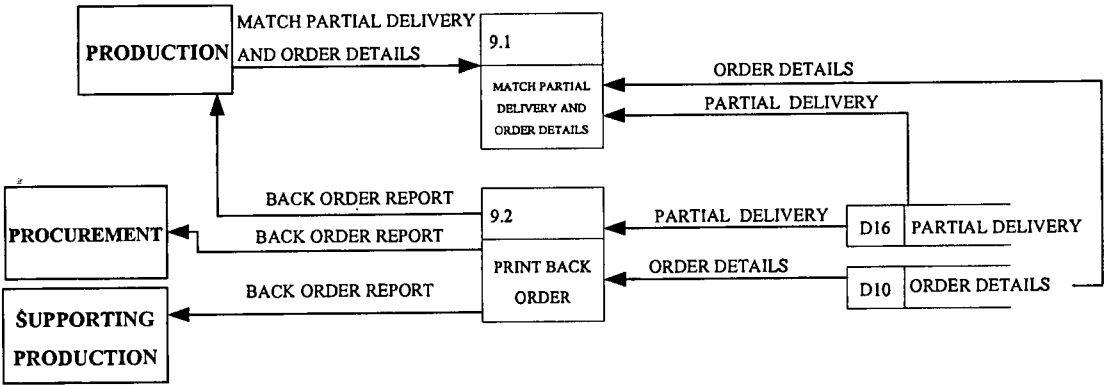 MATCH PARTIAL DELIVERY
AND ORDER DETAILS
PRODUCTION
9.1
MATCH PARTIAL
DELIVERY AND
ORDER DETAILS
ORDER DETAILS
PARTIAL DELIVERY
BACK ORDER REPORT
PROCUREMENT
BACK ORDER REPORT
9.2
PRINT BACK
ORDER
PARTIAL DELIVERY
D16 PARTIAL DELIVERY
ORDER DETAILS
D10 ORDER DETAILS
BACK ORDER REPORT
SUPPORTING
PRODUCTION